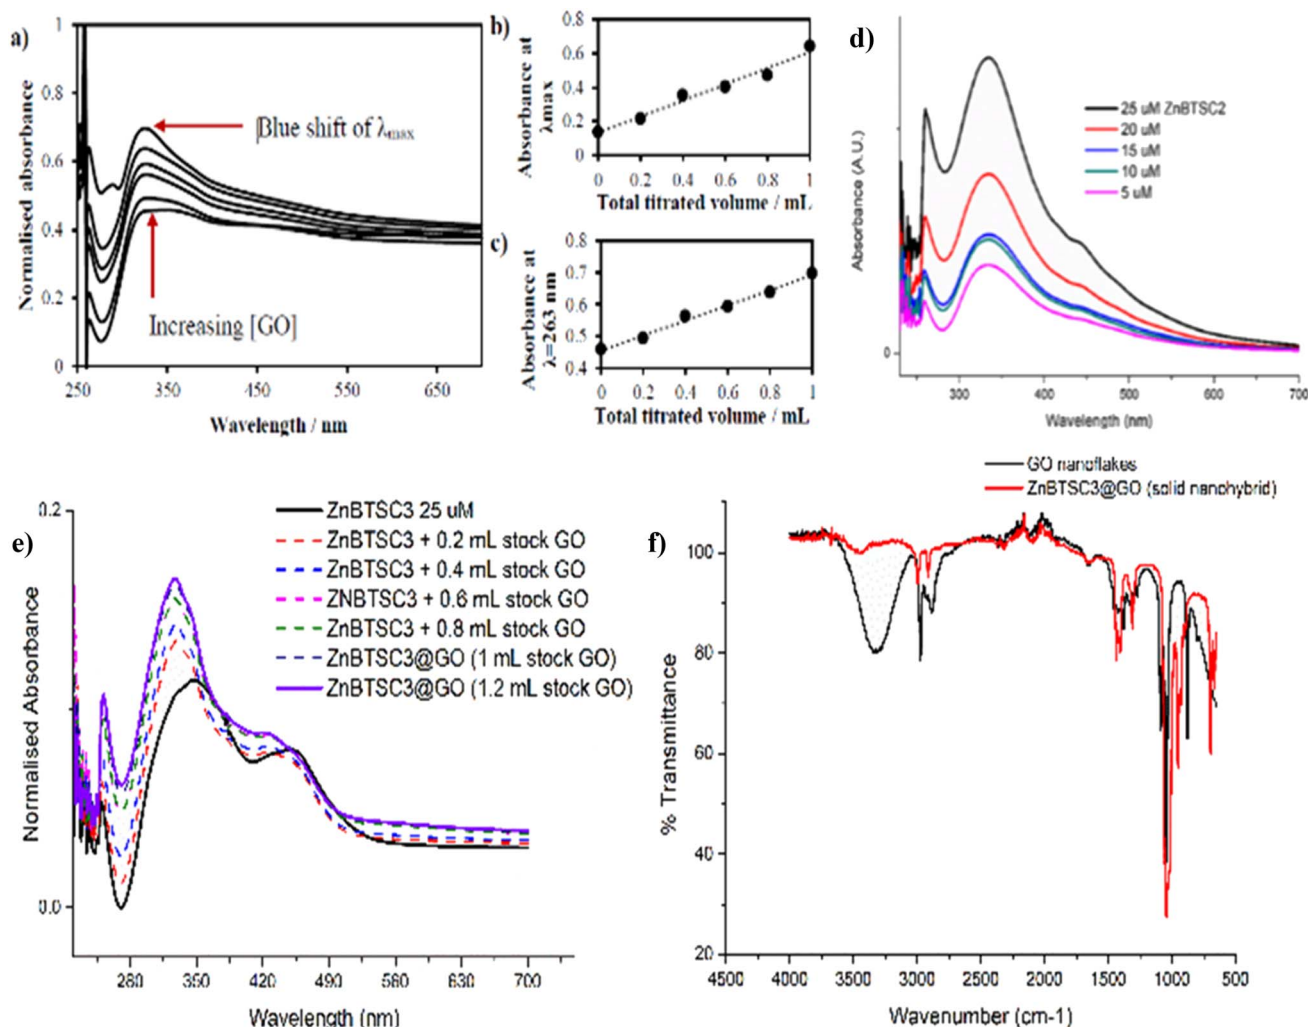 a)
Normalised absorbance
1
0.8
0.6
0.4
0.2
0
250
350
450
550
650
Wavelength / nm
Blue shift of λmax
Increasing [GO]
b)
Absorbance at
λmax
0.8
0.6
0.4
0.2
0
0 0.2 0.4 0.6 0.8 1
Total titrated volume / mL
c)
Absorbance at
λ=263 nm
0.8
0.7
0.6
0.5
0.4
0 0.2 0.4 0.6 0.8 1
Total titrated volume / mL
d)
Absorbance (A.U.)
0
25 uM ZnBTSC2
20 uM
15 uM
10 uM
5 uM
300 400 500 600 700
Wavelength (nm)
e)
Normalised Absorbance
0.2
0.0
ZnBTSC3 25 uM
ZnBTSC3 + 0.2 mL stock GO
ZnBTSC3 + 0.4 mL stock GO
ZNBTSC3 + 0.6 mL stock GO
ZnBTSC3 + 0.8 mL stock GO
ZnBTSC3@GO (1 mL stock GO)
ZnBTSC3@GO (1.2 mL stock GO)
280 350 420 490 560 630 700
Wavelength (nm)
GO nanoflakes
ZnBTSC3@GO (solid nanohybrid)
f)
% Transmittance
100
80
60
40
20
4500 4000 3500 3000 2500 2000 1500 1000 500
Wavenumber (cm-1)